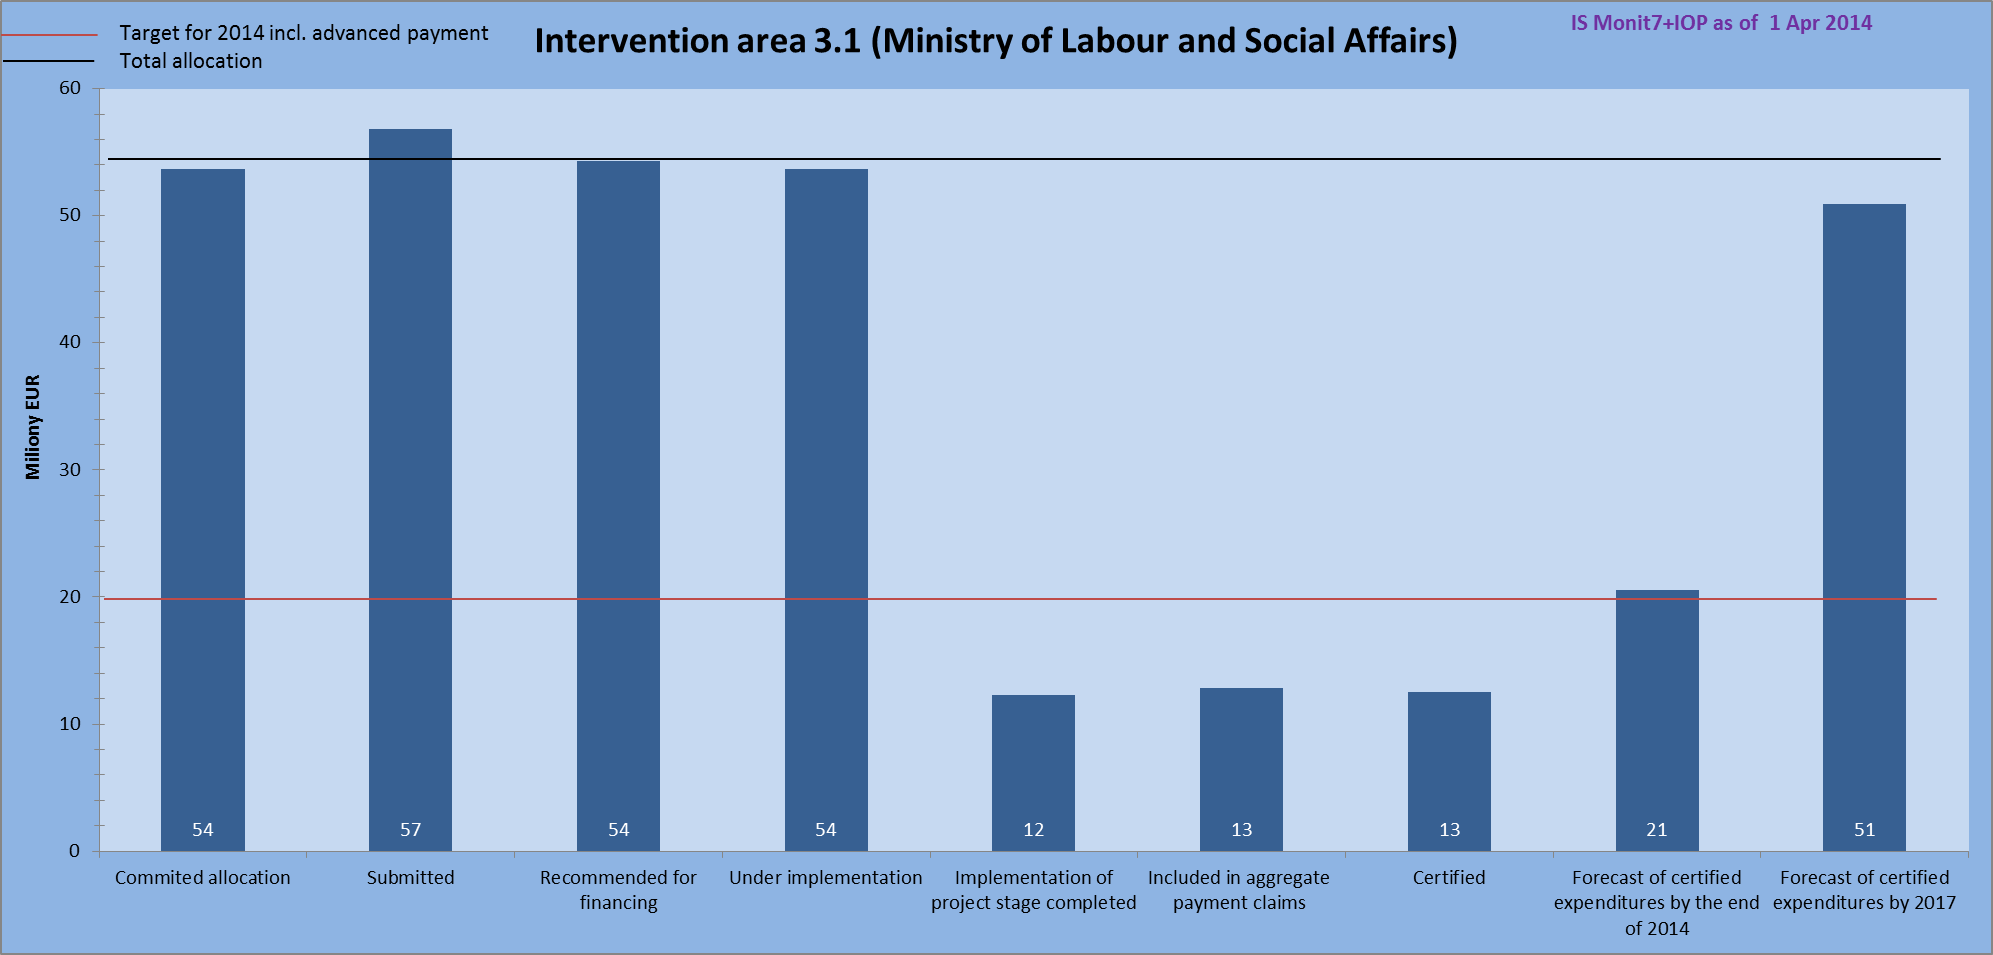 Target for 2014 incl. advanced payment
Total allocation
Intervention area 3.1 (Ministry of Labour and Social Affairs)
IS Monit7+IOP as of  1 Apr 2014
Miliony EUR
60
50
40
30
20
10
0
54
57
54
54
12
13
13
21
51
Commited allocation
Submitted
Recommended for
financing
Under implementation
Implementation of
project stage completed
Included in aggregate
payment claims
Certified
Forecast of certified
expenditures by the end
of 2014
Forecast of certified
expenditures by 2017